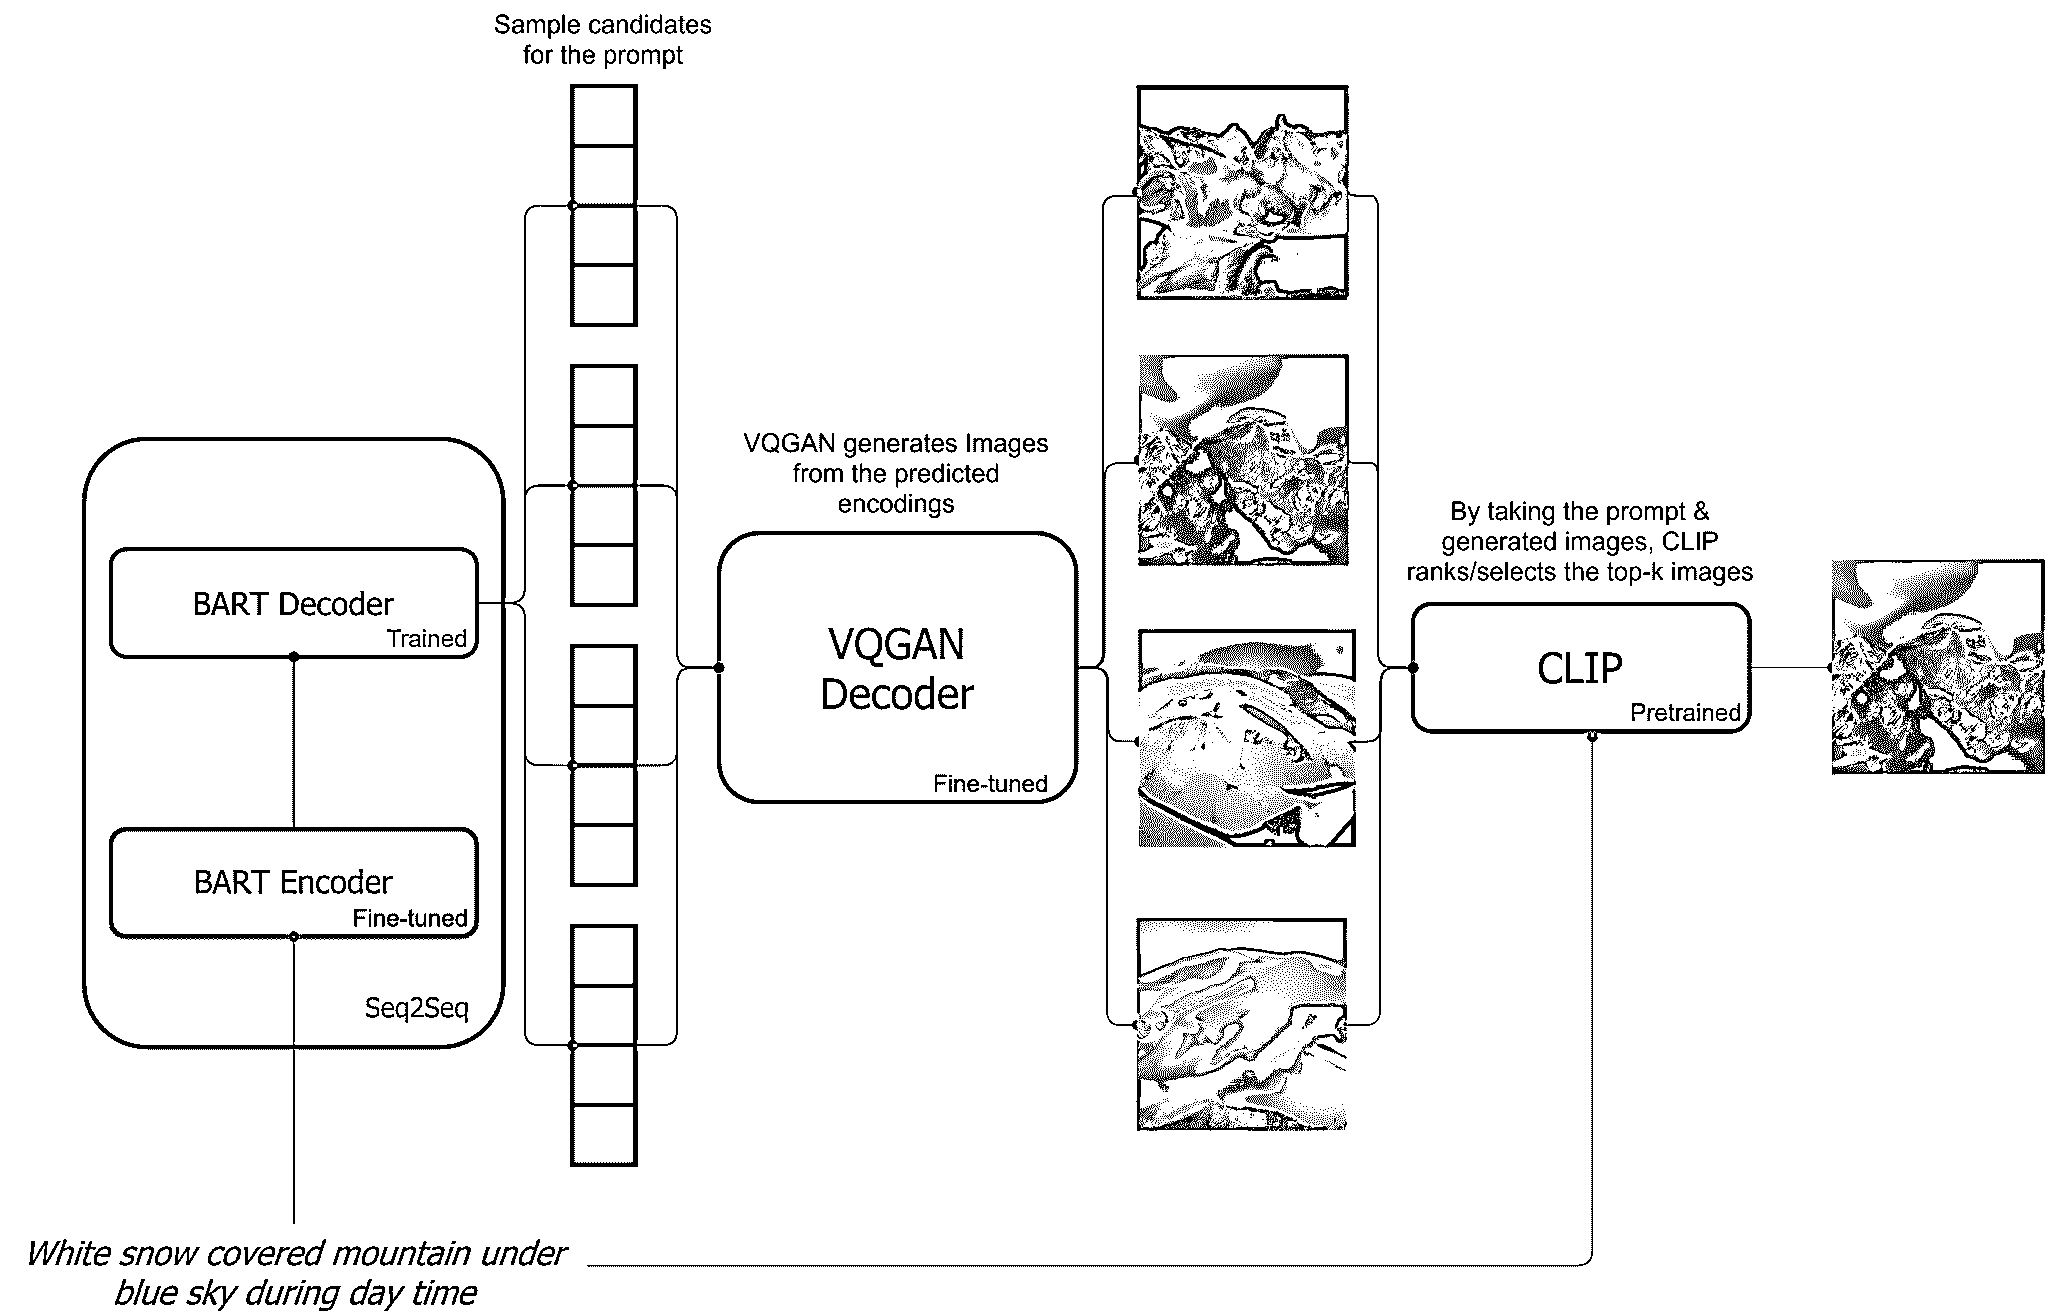 Sample candidates
for the prompt
VQGAN generates Images
from the predicted
encodings
By taking the prompt &
generated images, CLIP
ranks/selects the top-k images
BART Decoder
Trained
VQGAN
Decoder
Fine-tuned
CLIP
Pretrained
BART Encoder
Fine-tuned
Seq2Seq
White snow covered mountain under
blue sky during day time